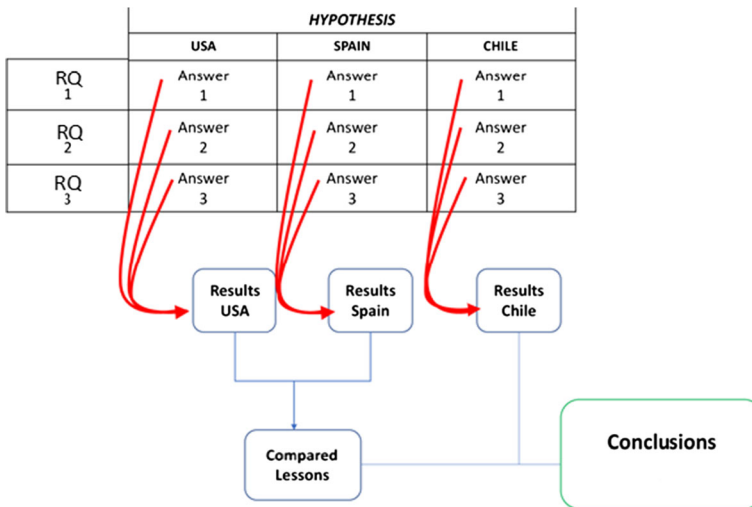 HYPOTHESIS
USA SPAIN CHILE
RQ Answer Answer Answer
1 1 1 1
RQ Answer Answer Answer
2 2 2 2
RQ Answer Answer Answer
3 3 3 3
Results Results Results
USA Spain Chile
Conclusions
Compared
Lessons